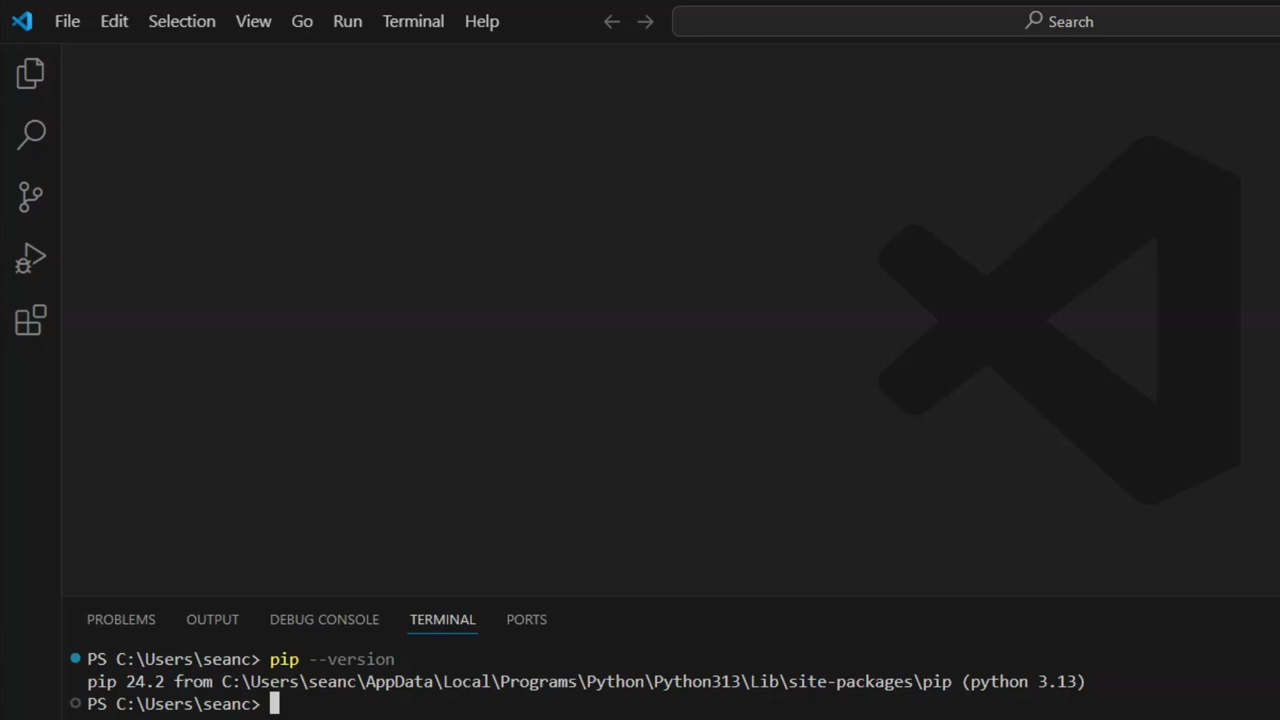 File Edit Selection View Go Run Terminal Help Search
PROBLEMS OUTPUT DEBUG CONSOLE TERMINAL PORTS
PS C:\Users\seanc> pip --version
pip 24.2 from C:\Users\seanc\AppData\Local\Programs\Python\Python313\Lib\site-packages\pip (python 3.13)
PS C:\Users\seanc>